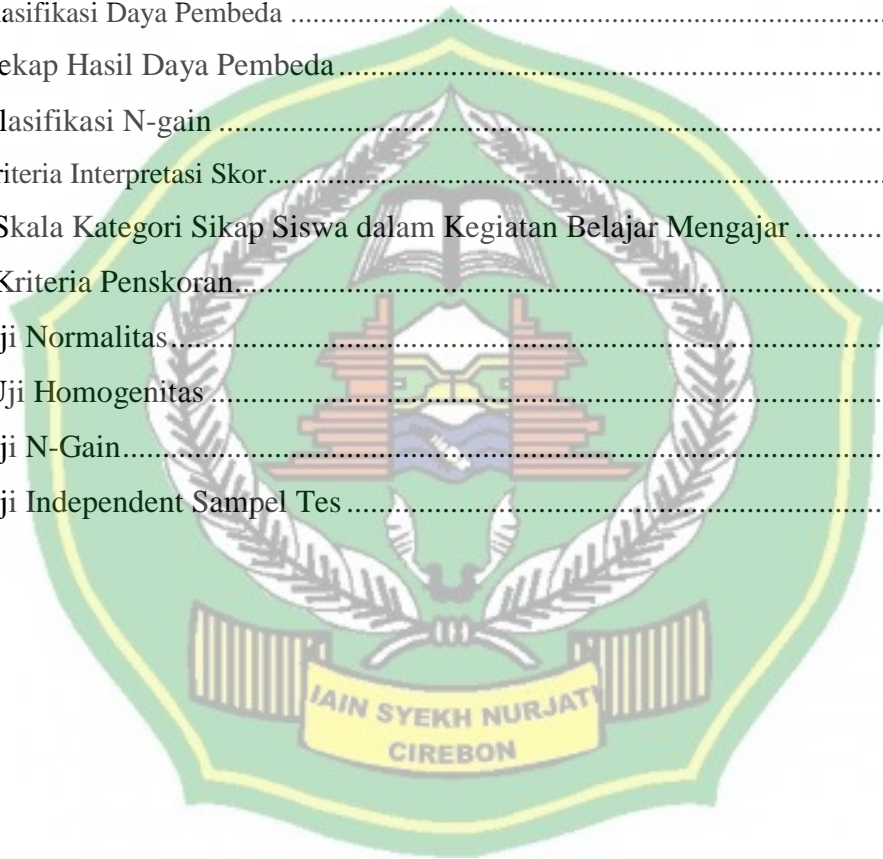 lasifikasi Daya Pembeda ........................................................................
ekap Hasil Daya Pembeda ........................................................................
lasifikasi N-gain ........................................................................
riteria Interpretasi Skor ........................................................................
Skala Kategori Sikap Siswa dalam Kegiatan Belajar Mengajar ............
Kriteria Penskoran ........................................................................
ji Normalitas ........................................................................
Uji Homogenitas ........................................................................
ji N-Gain ........................................................................
ji Independent Sampel Tes ........................................................................
IAIN SYEKH NURJATI
CIREBON